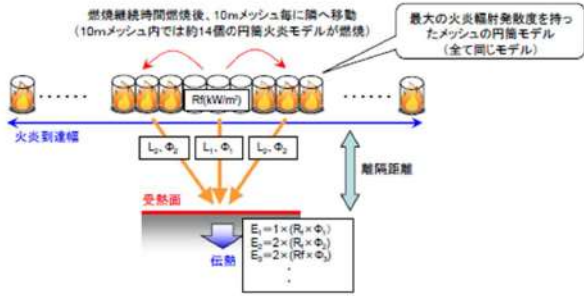 燃焼継続時間燃焼後、10mメッシュ毎に隣へ移動
(10mメッシュ内では約14個の円筒火炎モデルが燃焼)
最大の火炎輻射発散度を持っ
たメッシュの円筒モデル
(全て同じモデル)
Rf(kW/m²)
火炎到達幅
L₂、Φ₂
L₁、Φ₁
L₂、Φ₂
離隔距離
受熱面
伝熱
E₁=1×(Rf×Φ₁)
E₂=2×(Rf×Φ₂)
E₃=2×(Rf×Φ₃)